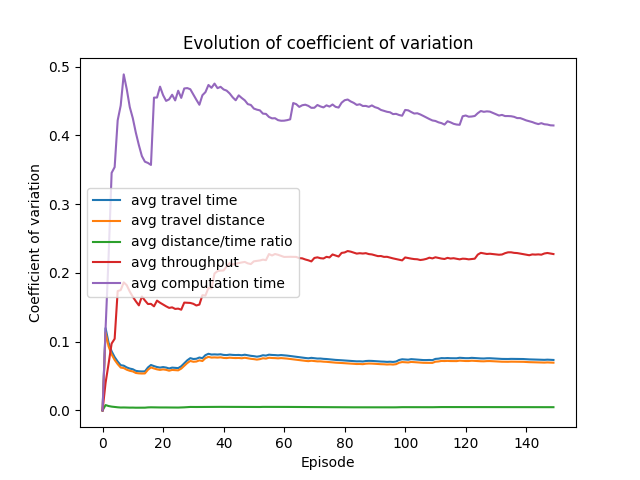 Evolution of coefficient of variation
Coefficient of variation
0.5
0.4
0.3
0.2
0.1
0.0
avg travel time
avg travel distance
avg distance/time ratio
avg throughput
avg computation time
0 20 40 60 80 100 120 140
Episode